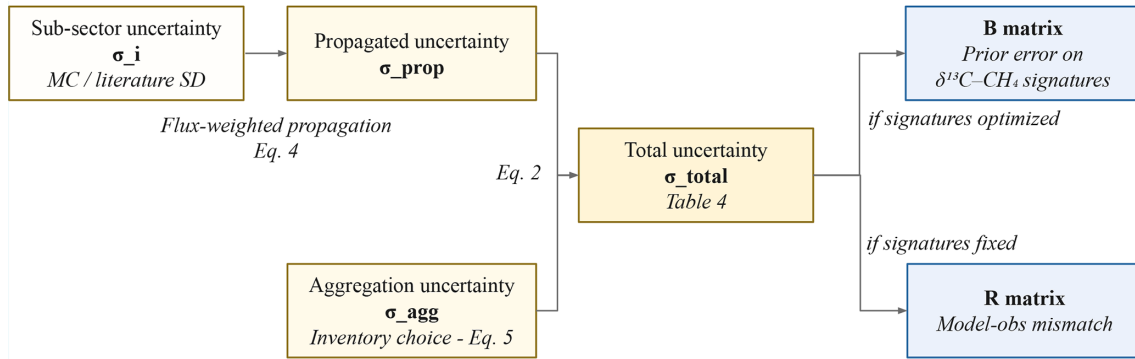 Sub-sector uncertainty
σ_i
MC / literature SD
Propagated uncertainty
σ_prop
Flux-weighted propagation
Eq. 4
Aggregation uncertainty
σ_agg
Inventory choice - Eq. 5
Eq. 2
Total uncertainty
σ_total
Table 4
B matrix
Prior error on
δ¹³C–CH₄ signatures
if signatures optimized
if signatures fixed
R matrix
Model-obs mismatch